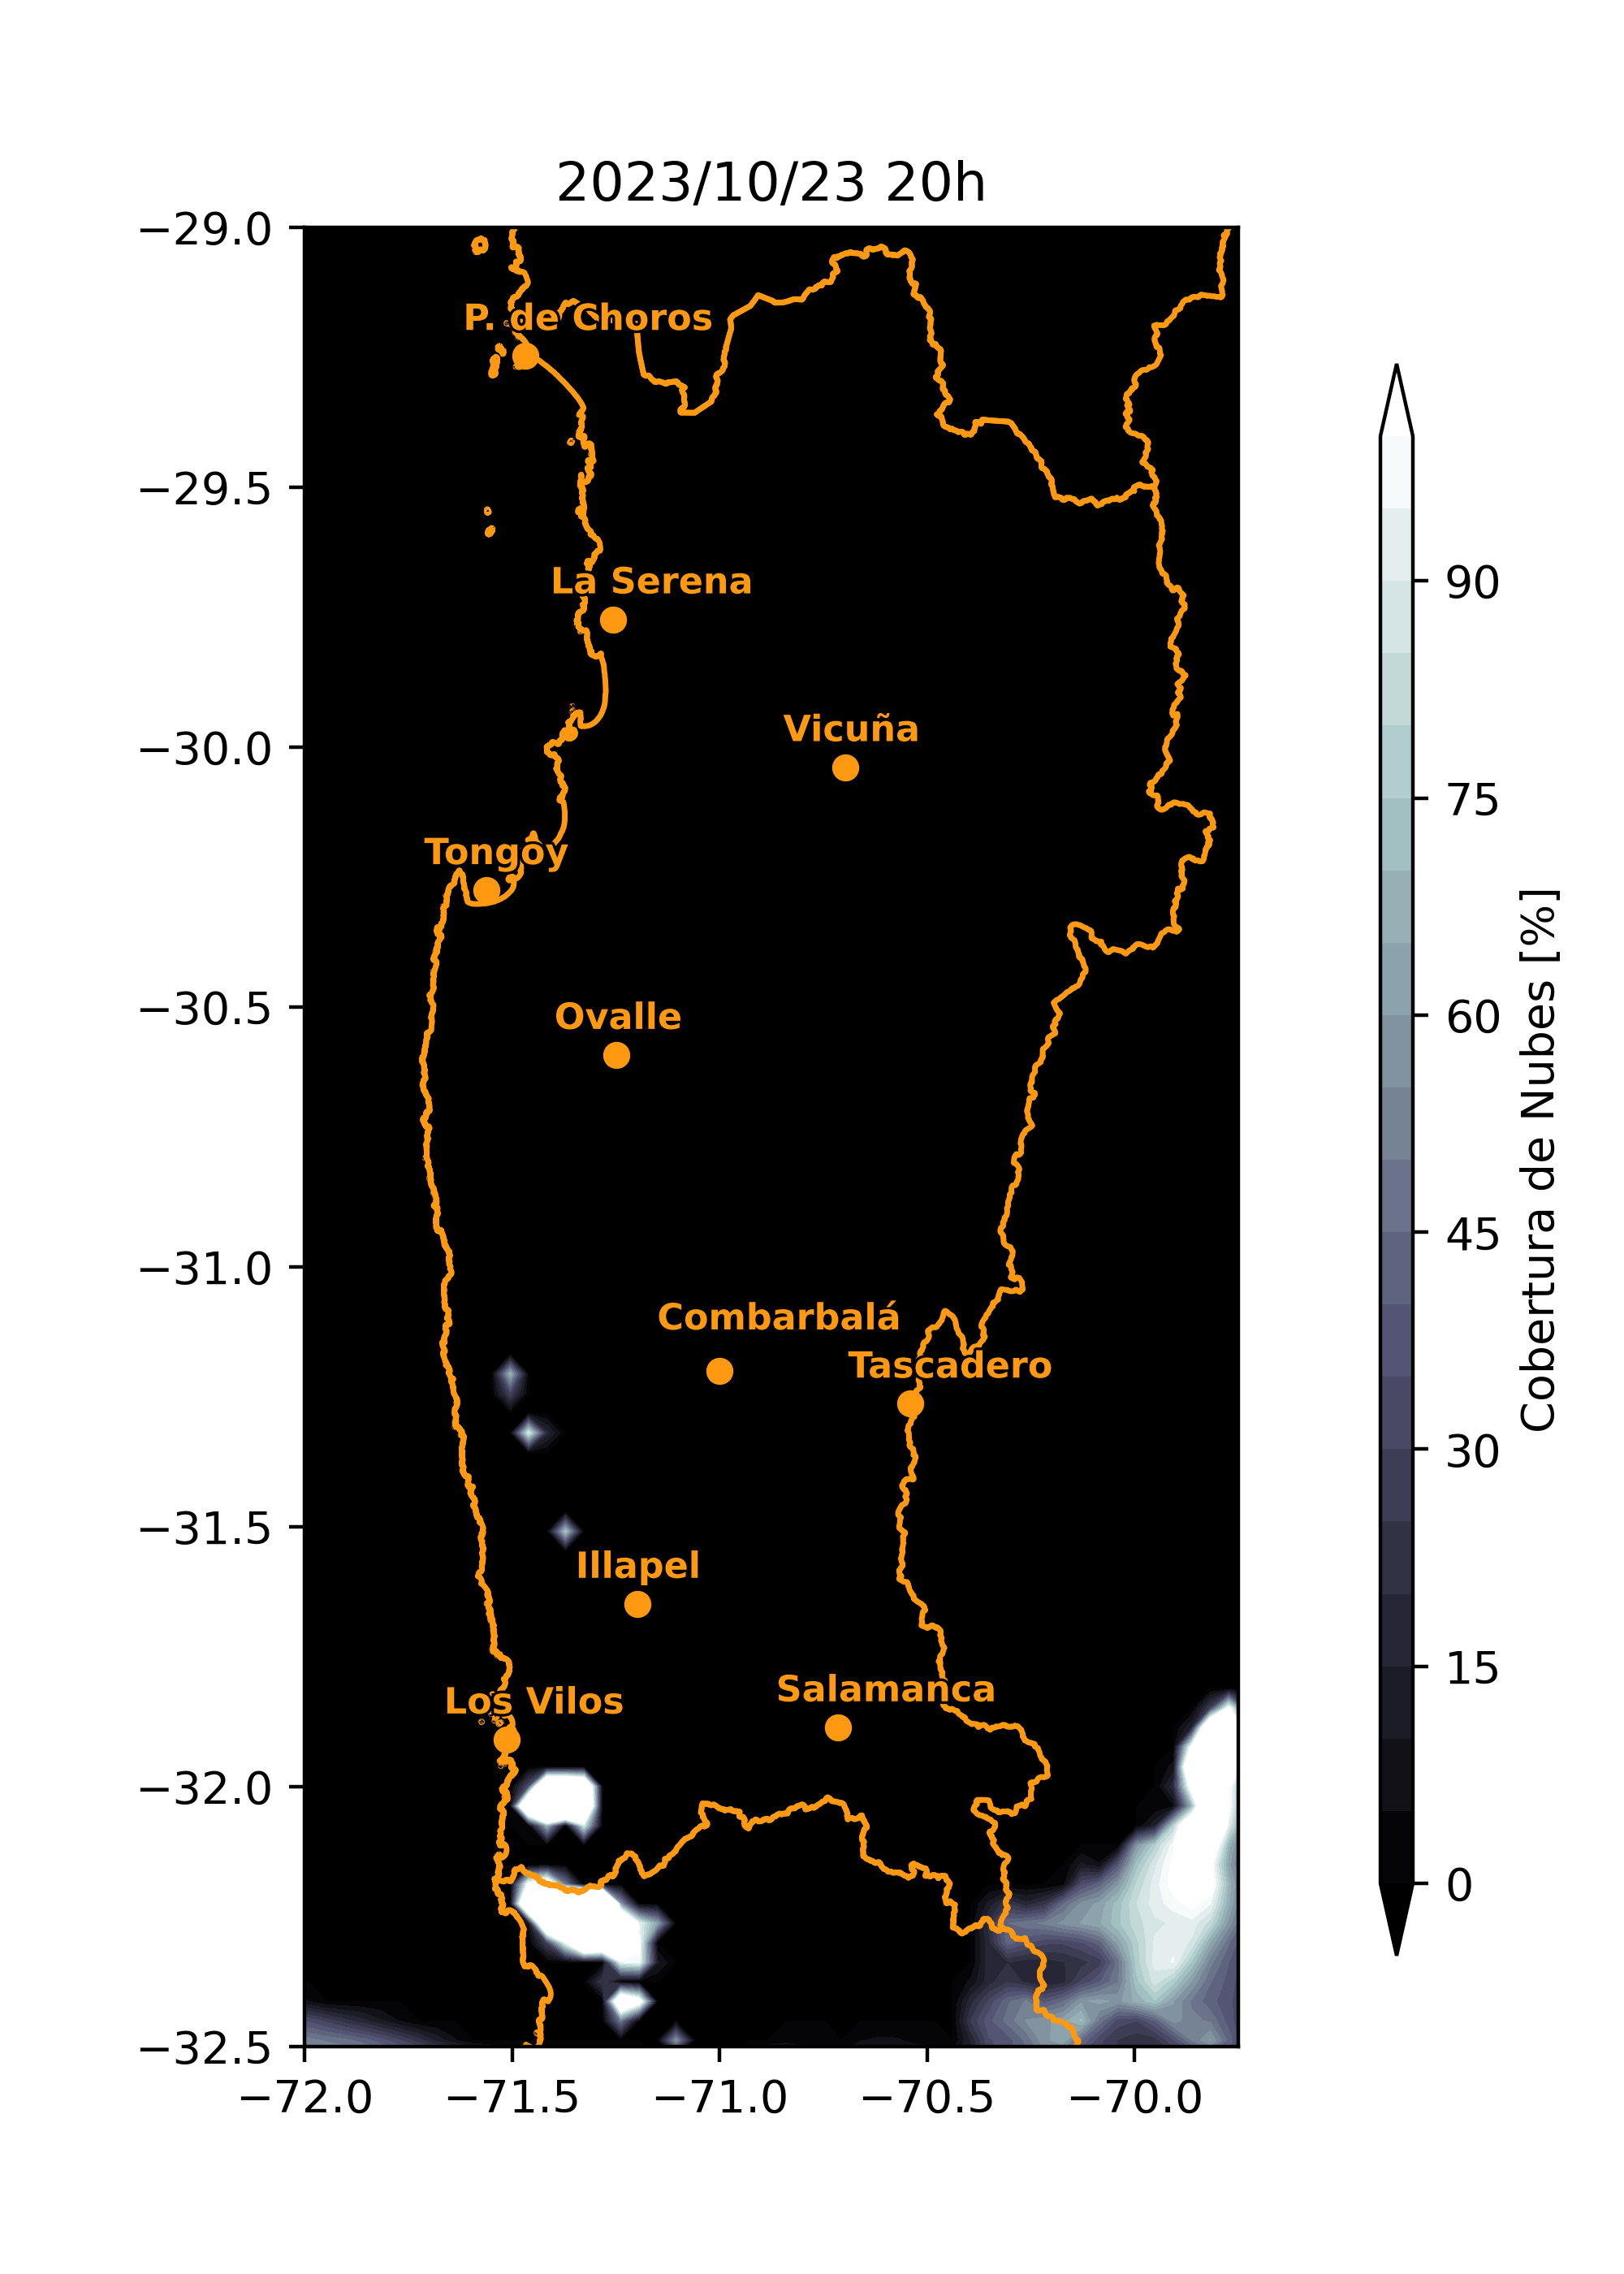 2023/10/23 20h
−29.0
P. de Choros
−29.5
La Serena
90
−30.0
Vicuña
75
Tongoy
−30.5
Ovalle
60
Cobertura de Nubes [%]
−31.0
45
Combarbalá
Tascadero
30
−31.5
Illapel
15
Los Vilos
Salamanca
−32.0
0
−32.5
−72.0 −71.5 −71.0 −70.5 −70.0